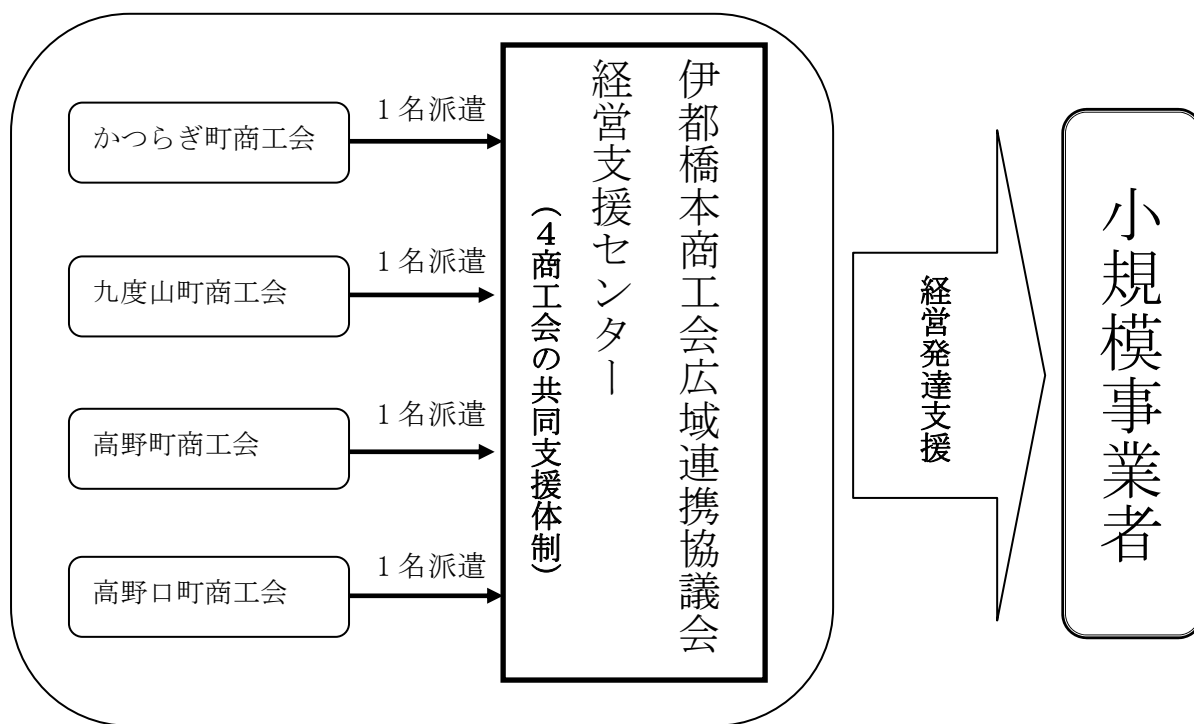 かつらぎ町商工会
1名派遣
九度山町商工会
1名派遣
高野町商工会
1名派遣
高野口町商工会
1名派遣
伊都橋本商工会広域連携協議会
経営支援センター
(4商工会の共同支援体制)
経営発達支援
小規模事業者